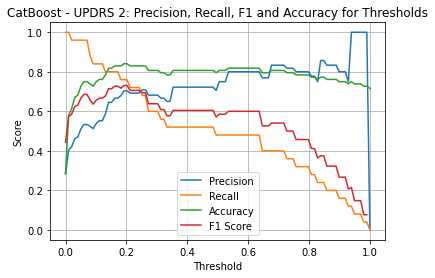 CatBoost - UPDRS 2: Precision, Recall, F1 and Accuracy for Thresholds
1.0
0.8
0.6
0.4
0.2
0.0
Score
Precision
Recall
Accuracy
F1 Score
0.0 0.2 0.4 0.6 0.8 1.0
Threshold